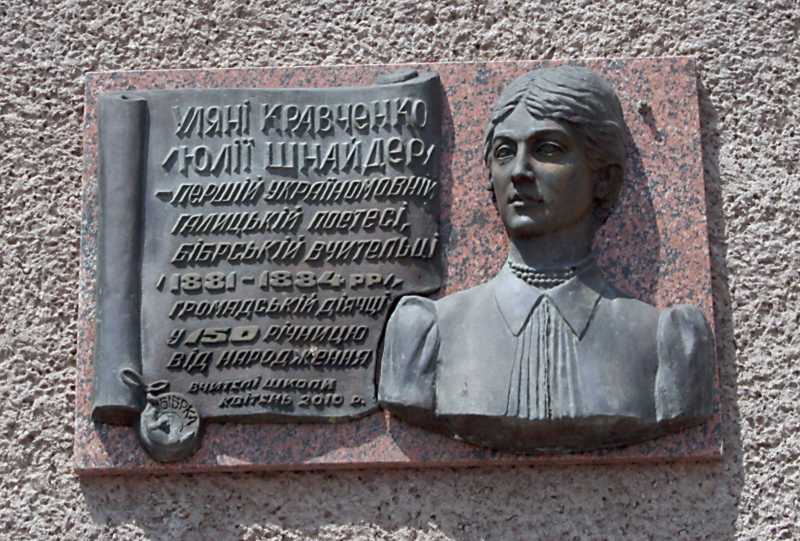 УЛЯНІ КРАВЧЕНКО
/ЮЛІЇ ШНАЙДЕР/
-ПЕРШІЙ УКРАЇНОМОВНІЙ
ГАЛИЦЬКІЙ ПОЕТЕСІ,
БІБРСЬКІЙ ВЧИТЕЛЬЦІ
/1881-1884 РР./,
ГРОМАДСЬКІЙ ДІЯЧЦІ
У 150 РІЧНИЦЮ
ВІД НАРОДЖЕННЯ
ВЧИТЕЛІ ШКОЛИ
КВІТЕНЬ 2010 Р.
БІБРКА